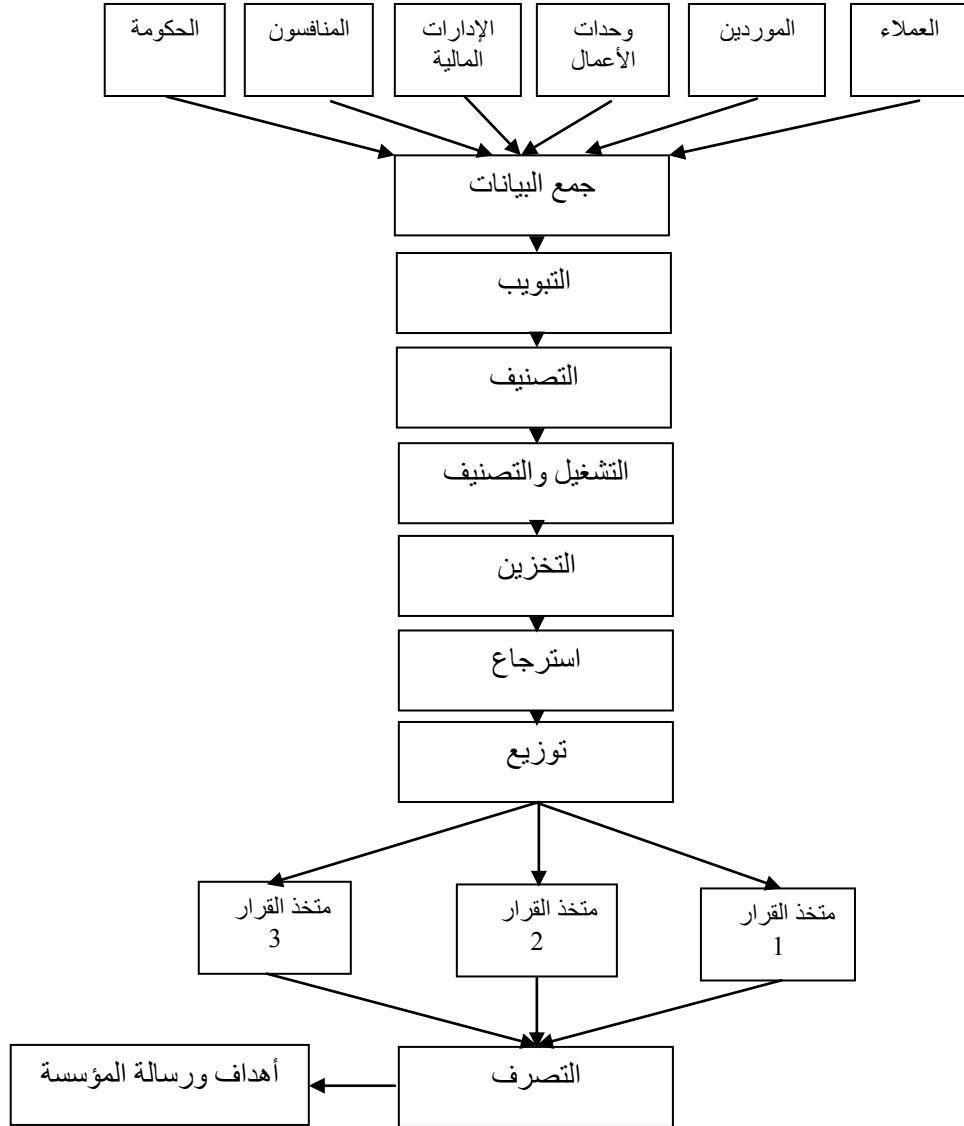 العملاء
الموردين
وحدات
الأعمال
الإدارات
المالية
المنافسون
الحكومة
جمع البيانات
التبويب
التصنيف
التشغيل والتصنيف
التخزين
استرجاع
توزيع
متخذ القرار
1
متخذ القرار
2
متخذ القرار
3
التصرف
أهداف ورسالة المؤسسة